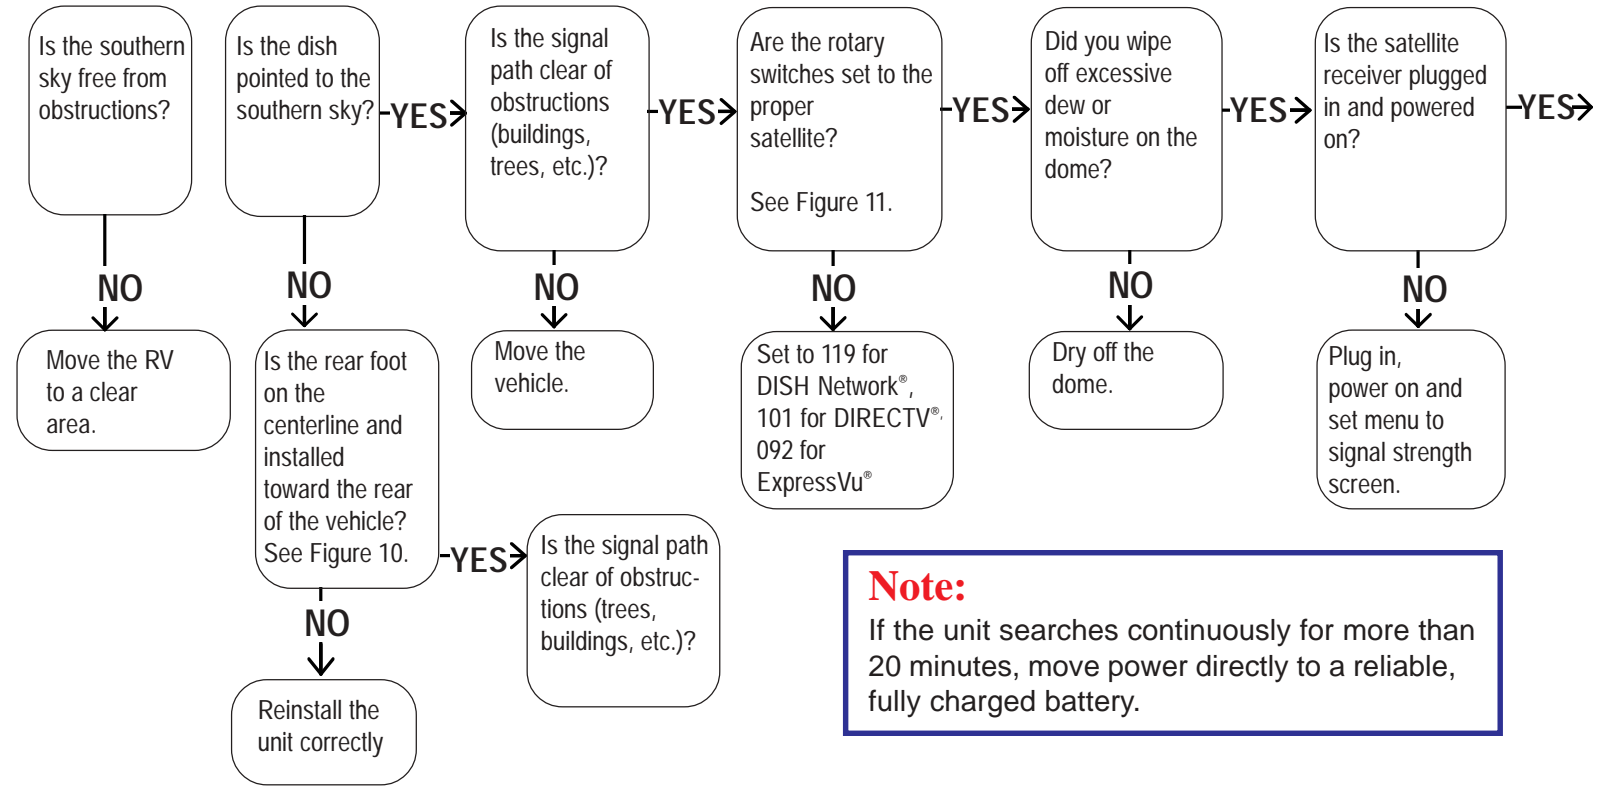 Is the southern
sky free from
obstructions?
NO
Move the RV
to a clear
area.
Is the dish
pointed to the
southern sky?
YES
NO
Is the rear foot
on the
centerline and
installed
toward the rear
of the vehicle?
See Figure 10.
YES
NO
Reinstall the
unit correctly
Is the signal path
clear of obstruc-
tions (trees,
buildings, etc.)?
Is the signal
path clear of
obstructions
(buildings,
trees, etc.)?
YES
NO
Move the
vehicle.
Are the rotary
switches set to the
proper
satellite?
See Figure 11.
YES
NO
Set to 119 for
DISH Network®,
101 for DIRECTV®,
092 for
ExpressVu®
Did you wipe
off excessive
dew or
moisture on the
dome?
YES
NO
Dry off the
dome.
Is the satellite
receiver plugged
in and powered
on?
YES
NO
Plug in,
power on and
set menu to
signal strength
screen.
Note:
If the unit searches continuously for more than
20 minutes, move power directly to a reliable,
fully charged battery.